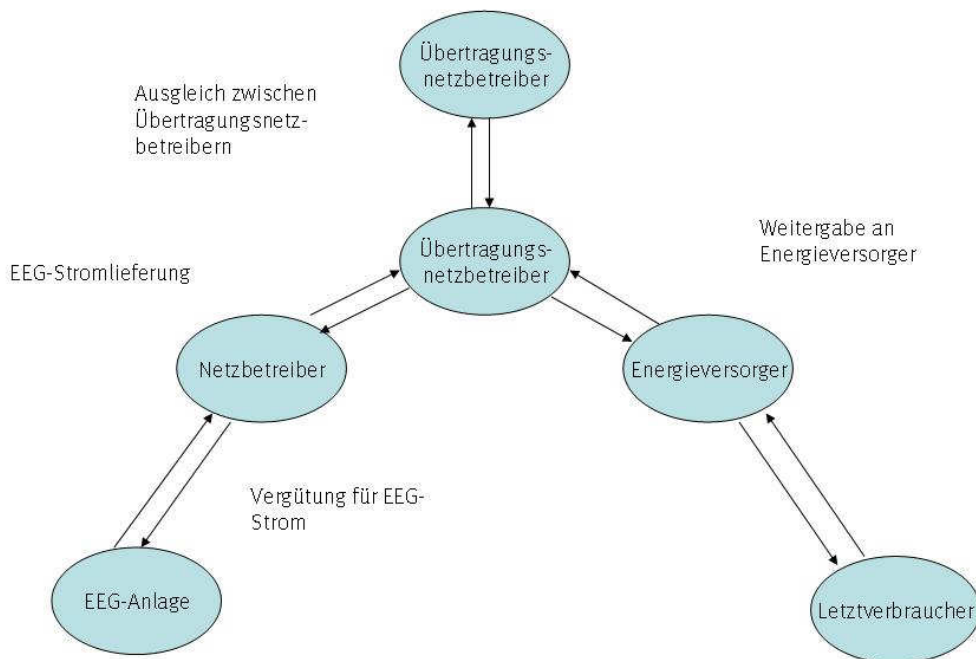 Übertragungs-
netzbetreiber
Ausgleich zwischen
Übertragungsnetz-
betreibern
Übertragungs-
netzbetreiber
Weitergabe an
Energieversorger
EEG-Stromlieferung
Netzbetreiber
Energieversorger
Vergütung für EEG-
Strom
EEG-Anlage
Letztverbraucher